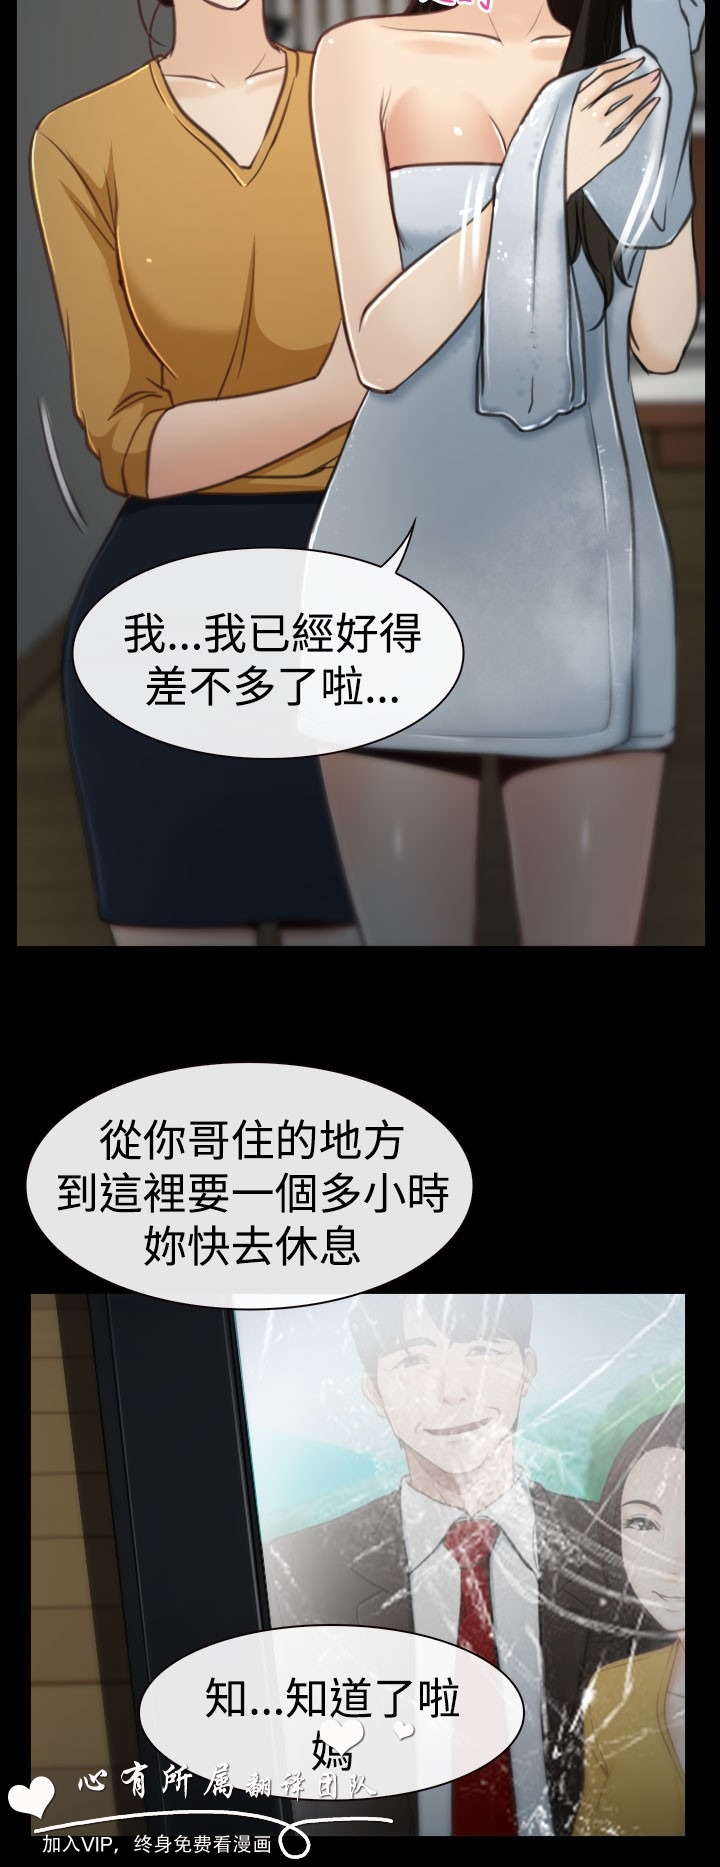 我...我已經好得
差不多了啦...
從你哥住的地方
到這裡要一個多小時
妳快去休息
知...知道了啦
媽
心有所属翻译团队
加入VIP，终身免费看漫画